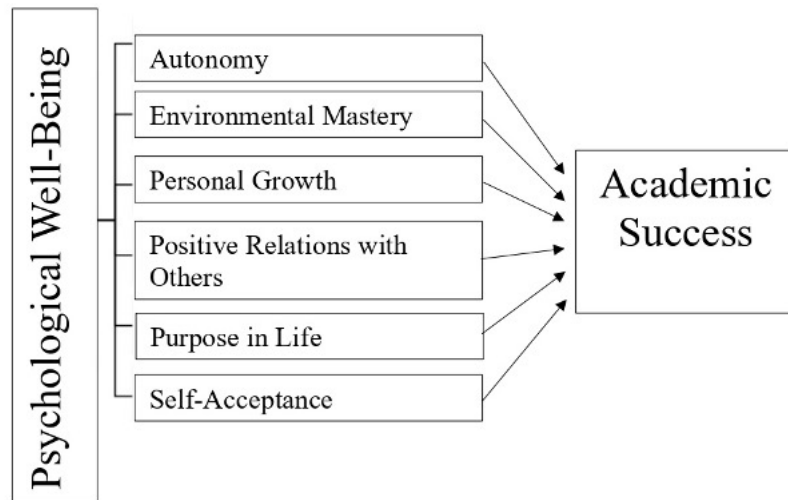 Psychological Well-Being
Autonomy
Environmental Mastery
Personal Growth
Positive Relations with
Others
Purpose in Life
Self-Acceptance
Academic
Success